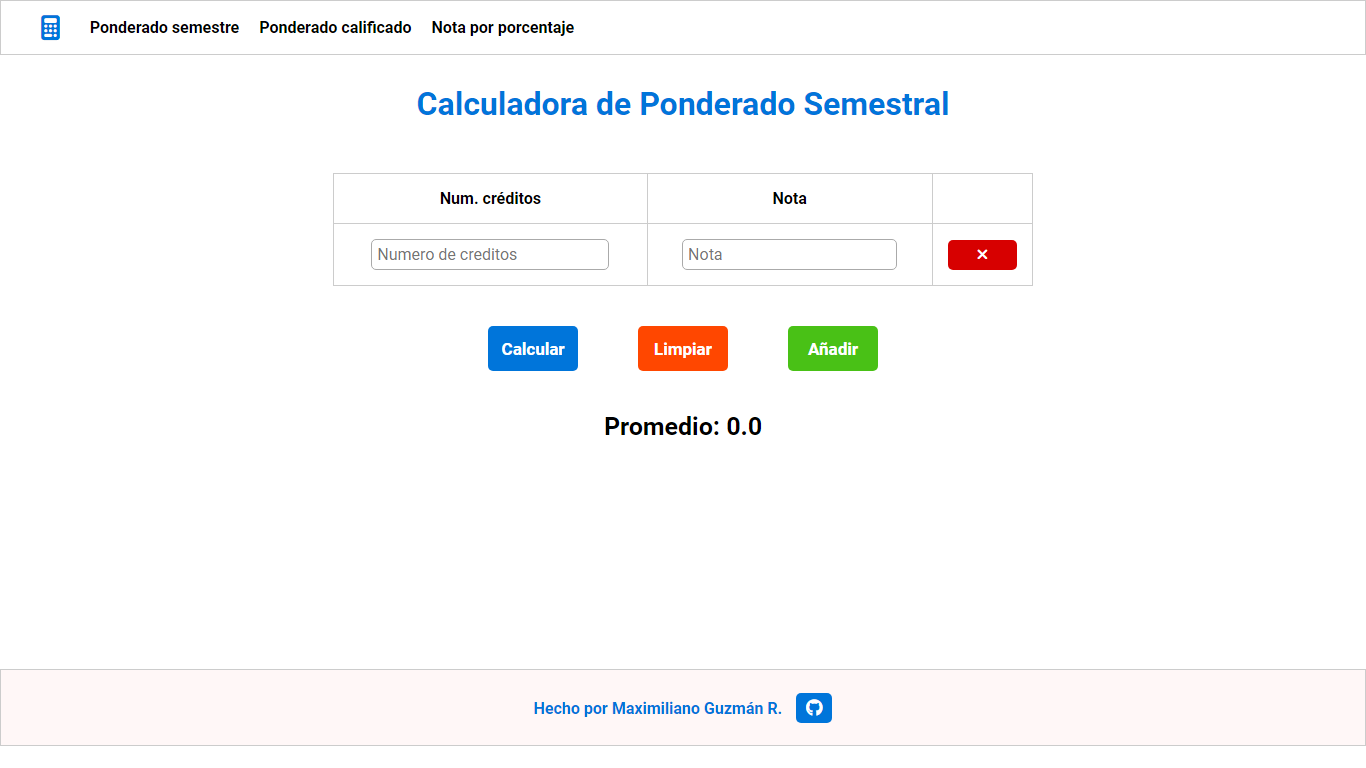 Ponderado semestre Ponderado calificado Nota por porcentaje
Calculadora de Ponderado Semestral
Num. créditos Nota
Numero de creditos Nota ×
Calcular Limpiar Añadir
Promedio: 0.0
Hecho por Maximiliano Guzmán R.